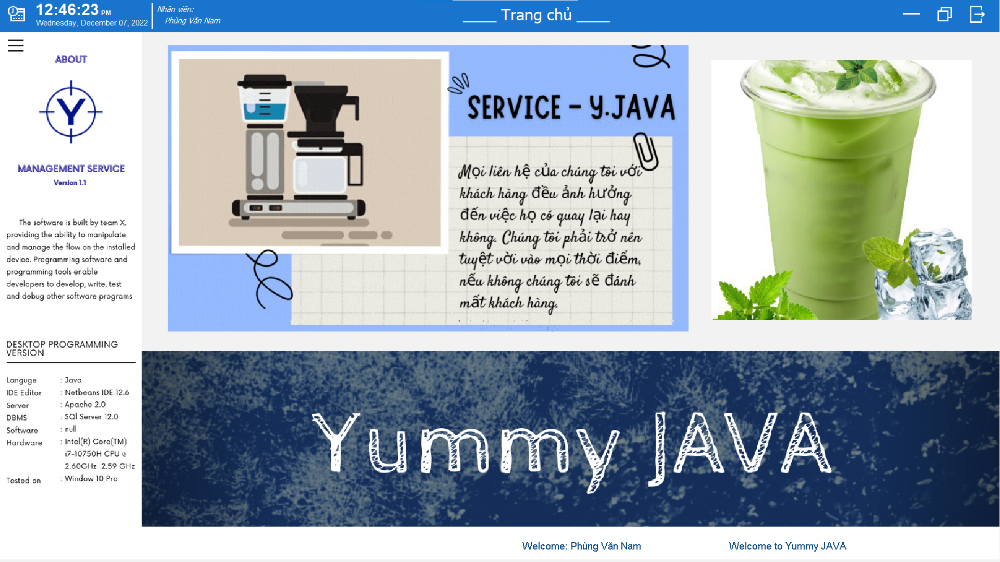 12:46:23 PM
Wednesday, December 07, 2022
Nhân viên:
Phùng Văn Nam
Trang chủ
ABOUT
Y
MANAGEMENT SERVICE
Version 1.1
The software is built by team X,
providing the ability to manipulate
and manage the flow on the installed
device. Programming software and
programming tools enable
developers to develop, write, test
and debug other software programs
DESKTOP PROGRAMMING
VERSION
Languge : Java
IDE Editor : Netbeans IDE 12.6
Server : Apache 2.0
DBMS : SQl Server 12.0
Software : null
Hardware : Intel(R) Core(TM)
i7-10750H CPU @
2.60GHz 2.59 GHz
Tested on : Window 10 Pro
SERVICE - Y.JAVA
Mọi liên hệ của chúng tôi với
khách hàng đều ảnh hưởng
đến việc họ có quay lại hay
không. Chúng tôi phải trở nên
tuyệt vời vào mọi thời điểm,
nếu không chúng tôi sẽ đánh
mất khách hàng.
Yummy JAVA
Welcome: Phùng Văn Nam
Welcome to Yummy JAVA